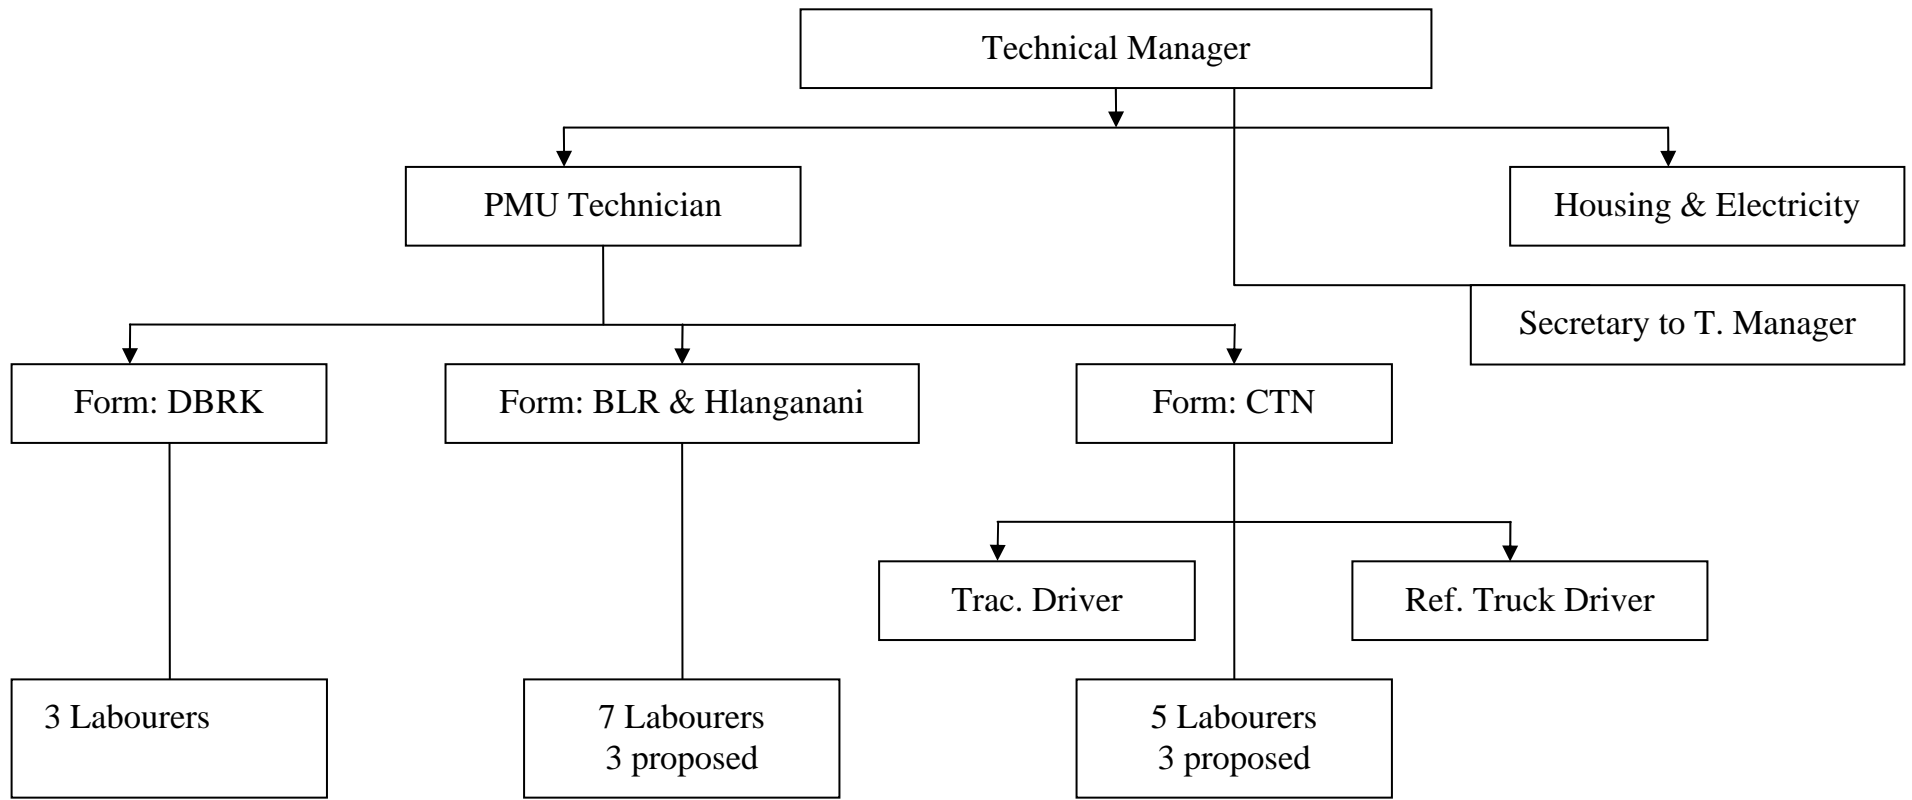 Technical Manager
PMU Technician
Housing & Electricity
Secretary to T. Manager
Form: DBRK
Form: BLR & Hlanganani
Form: CTN
Trac. Driver
Ref. Truck Driver
3 Labourers
7 Labourers
3 proposed
5 Labourers
3 proposed